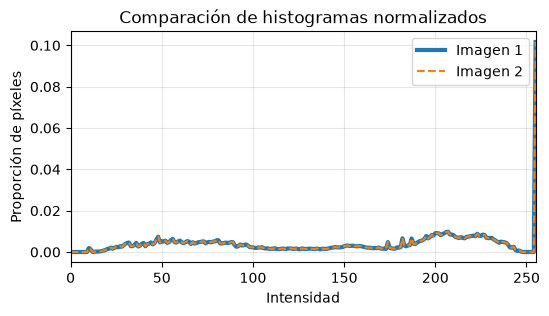 Comparación de histogramas normalizados
0.10
0.08
0.06
0.04
0.02
0.00
Proporción de píxeles
Imagen 1
Imagen 2
0 50 100 150 200 250
Intensidad